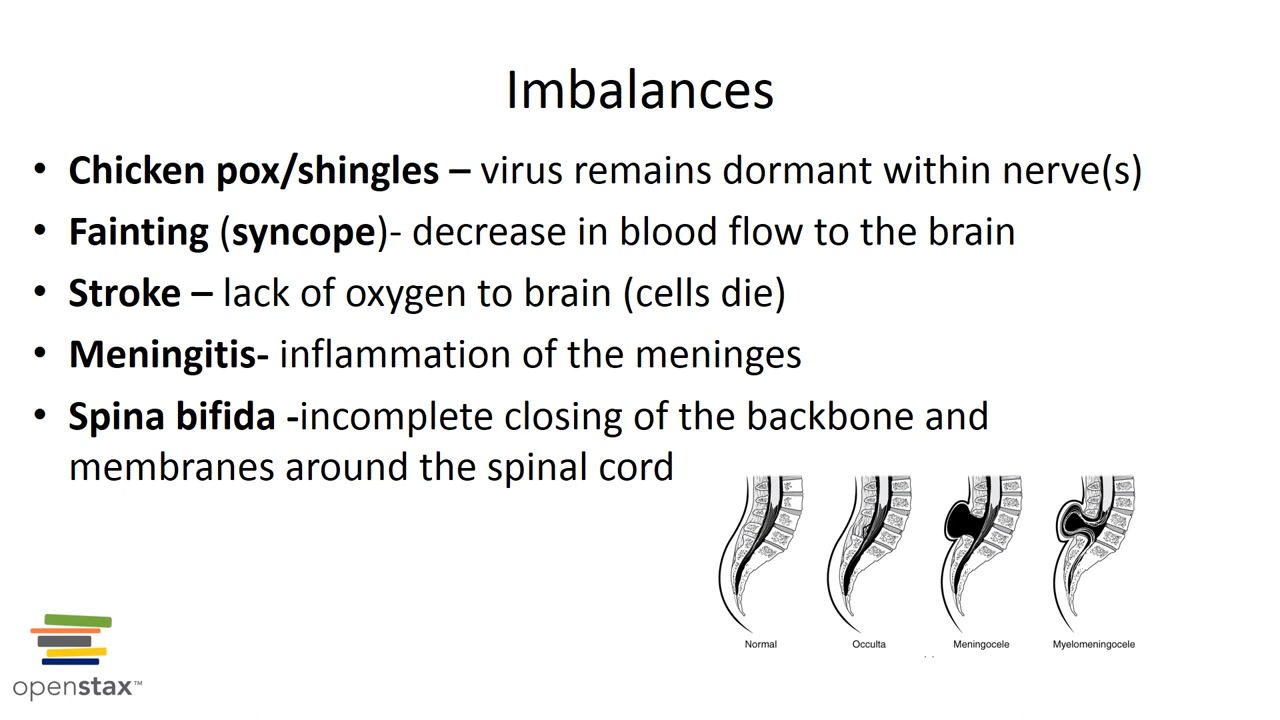 Imbalances
• Chicken pox/shingles – virus remains dormant within nerve(s)
• Fainting (syncope)- decrease in blood flow to the brain
• Stroke – lack of oxygen to brain (cells die)
• Meningitis- inflammation of the meninges
• Spina bifida -incomplete closing of the backbone and
membranes around the spinal cord
Normal
Occulta
Meningocele
Myelomeningocele
openstax™